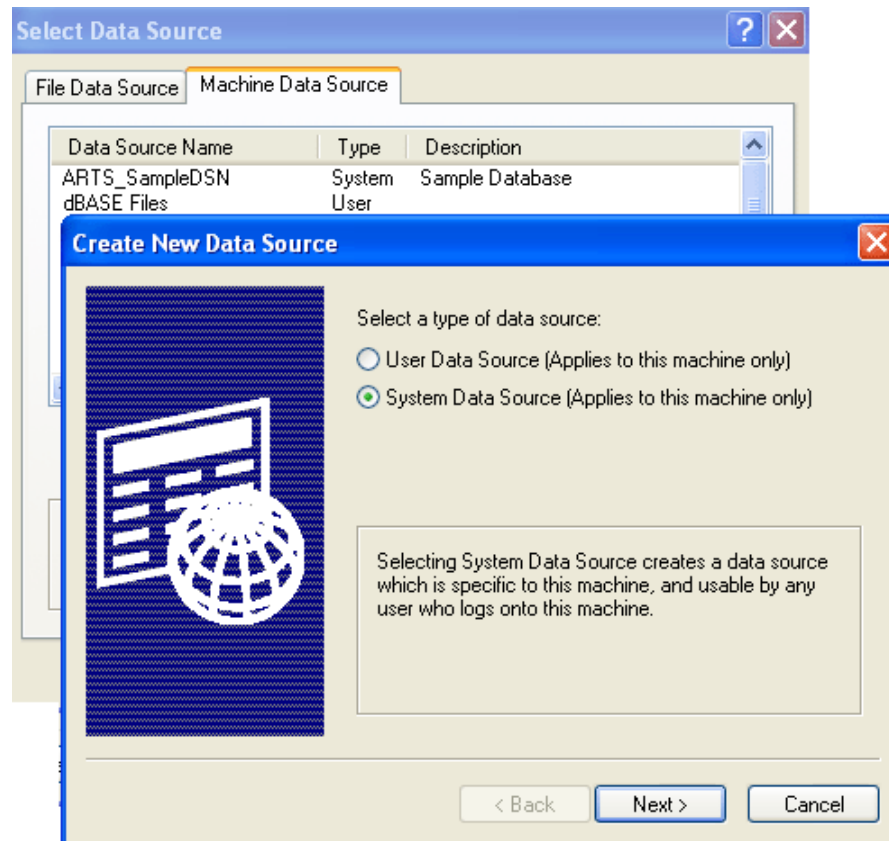 Select Data Source
File Data Source Machine Data Source
Data Source Name Type Description
ARTS_SampleDSN System Sample Database
dBASE Files User
Create New Data Source
Select a type of data source:
User Data Source (Applies to this machine only)
System Data Source (Applies to this machine only)
Selecting System Data Source creates a data source
which is specific to this machine, and usable by any
user who logs onto this machine.
< Back Next > Cancel